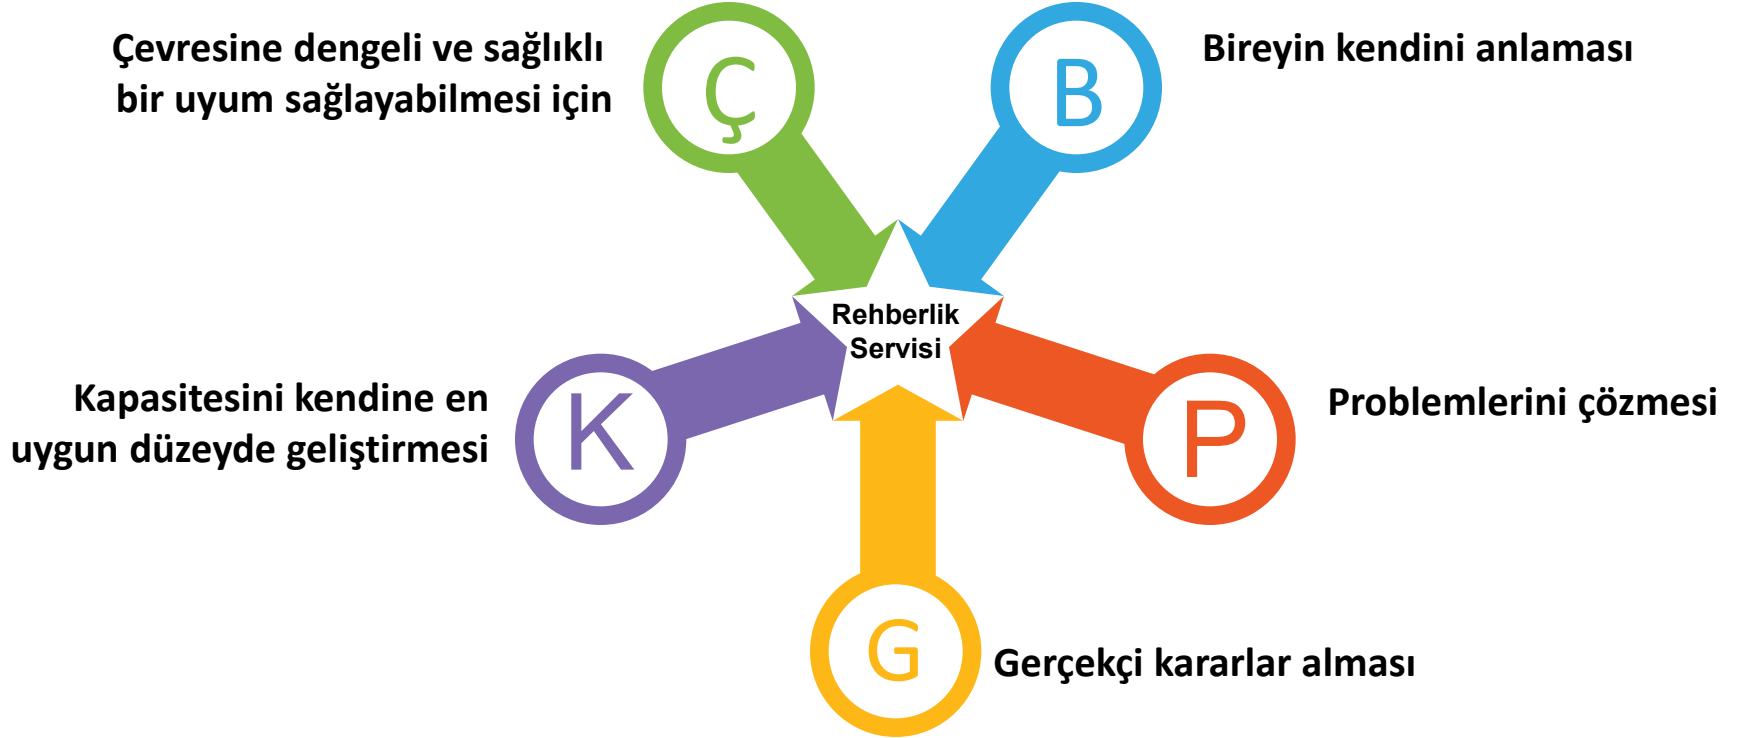 Çevresine dengeli ve sağlıklı
bir uyum sağlayabilmesi için
Ç
B
Bireyin kendini anlaması
Rehberlik
Servisi
Kapasitesini kendine en
uygun düzeyde geliştirmesi
K
P
Problemlerini çözmesi
G
Gerçekçi kararlar alması